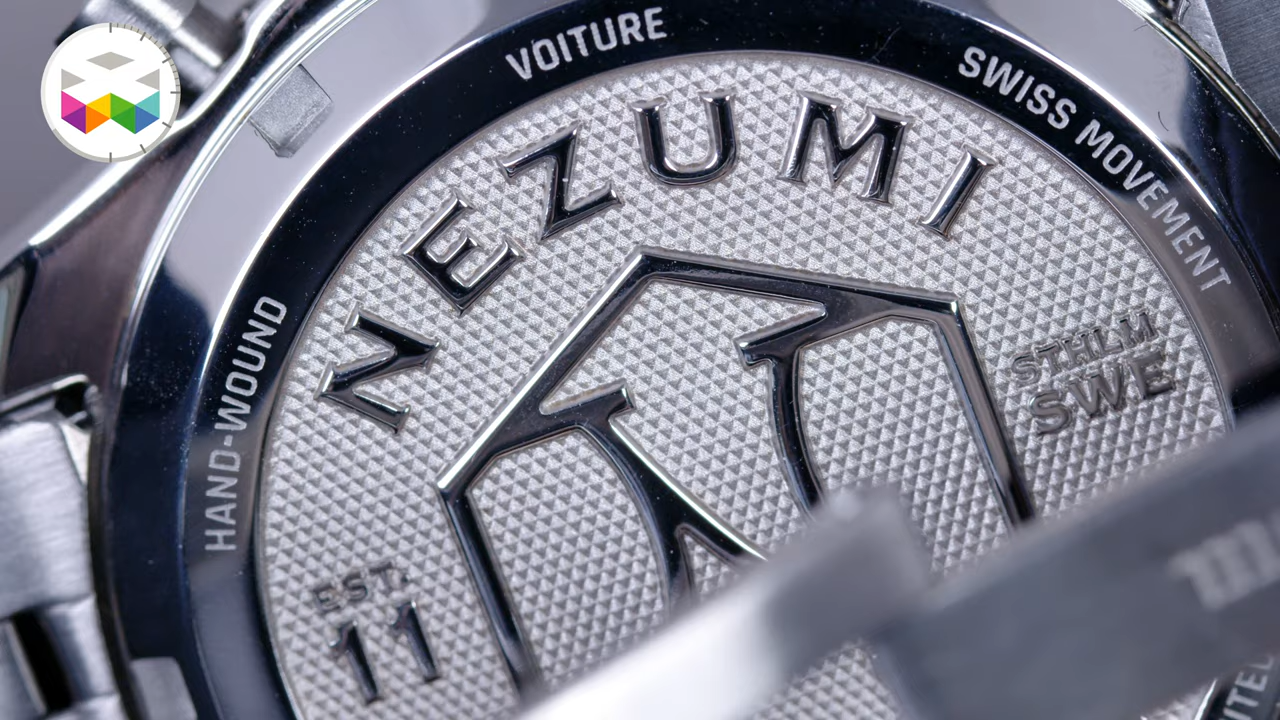 HAND-WOUND
VOITURE
SWISS MOVEMENT
NEZUMI
STHLM
SWE
EST.
11